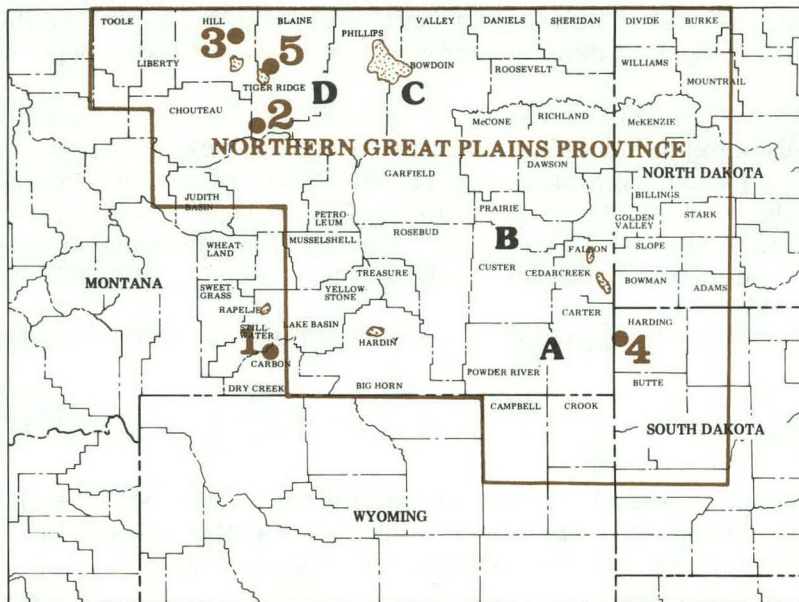 TOOLE
HILL
BLAINE
PHILLIPS
VALLEY
DANIELS
SHERIDAN
DIVIDE
BURKE
3
5
LIBERTY
BOWDOIN
ROOSEVELT
WILLIAMS
MOUNTRAIL
TIGER RIDGE
D
C
CHOUTEAU
2
McCONE
RICHLAND
McKENZIE
NORTHERN GREAT PLAINS PROVINCE
GARFIELD
DAWSON
NORTH DAKOTA
JUDITH
BASIN
PETRO-
LEUM
PRAIRIE
BILLINGS
GOLDEN
VALLEY
STARK
WHEAT-
LAND
MUSSELSHELL
ROSEBUD
B
FALLON
SLOPE
MONTANA
SWEET-
GRASS
YELLOW-
STONE
TREASURE
CUSTER
CEDARCREEK
BOWMAN
ADAMS
RAPELJE
STILL-
WATER
LAKE BASIN
HARDIN
CARTER
HARDING
1
CARBON
A
4
DRY CREEK
BIG HORN
POWDER RIVER
BUTTE
CAMPBELL
CROOK
SOUTH DAKOTA
WYOMING